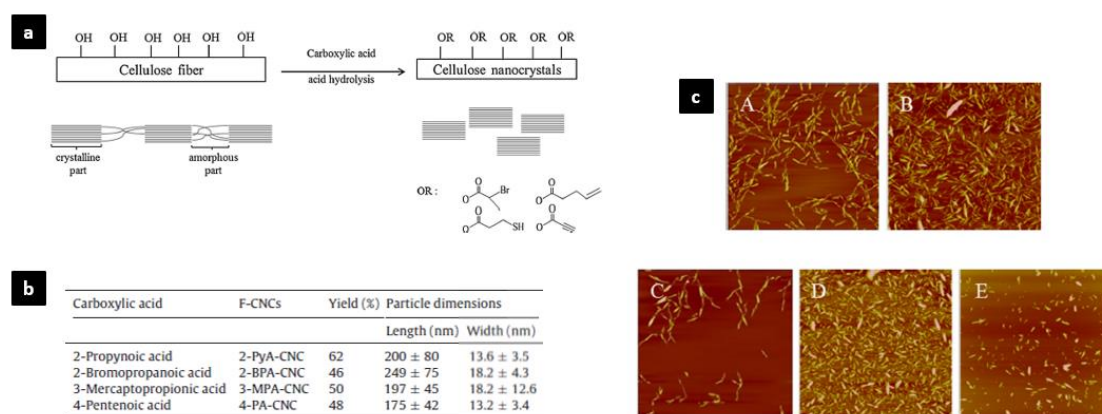 a
OH OH OH OH OH
Cellulose fiber
Carboxylic acid
acid hydrolysis
OR OR OR OR OR
Cellulose nanocrystals
crystalline
part
amorphous
part
OR :
O
O
Br
O
O
O
O
SH
O
O
b
Carboxylic acid F-CNCs Yield (%) Particle dimensions
Length (nm) Width (nm)
2-Propynoic acid 2-PyA-CNC 62 200 ± 80 13.6 ± 3.5
2-Bromopropanoic acid 2-BPA-CNC 46 249 ± 75 18.2 ± 4.3
3-Mercaptopropionic acid 3-MPA-CNC 50 197 ± 45 18.2 ± 12.6
4-Pentenoic acid 4-PA-CNC 48 175 ± 42 13.2 ± 3.4
c
A B
C D E